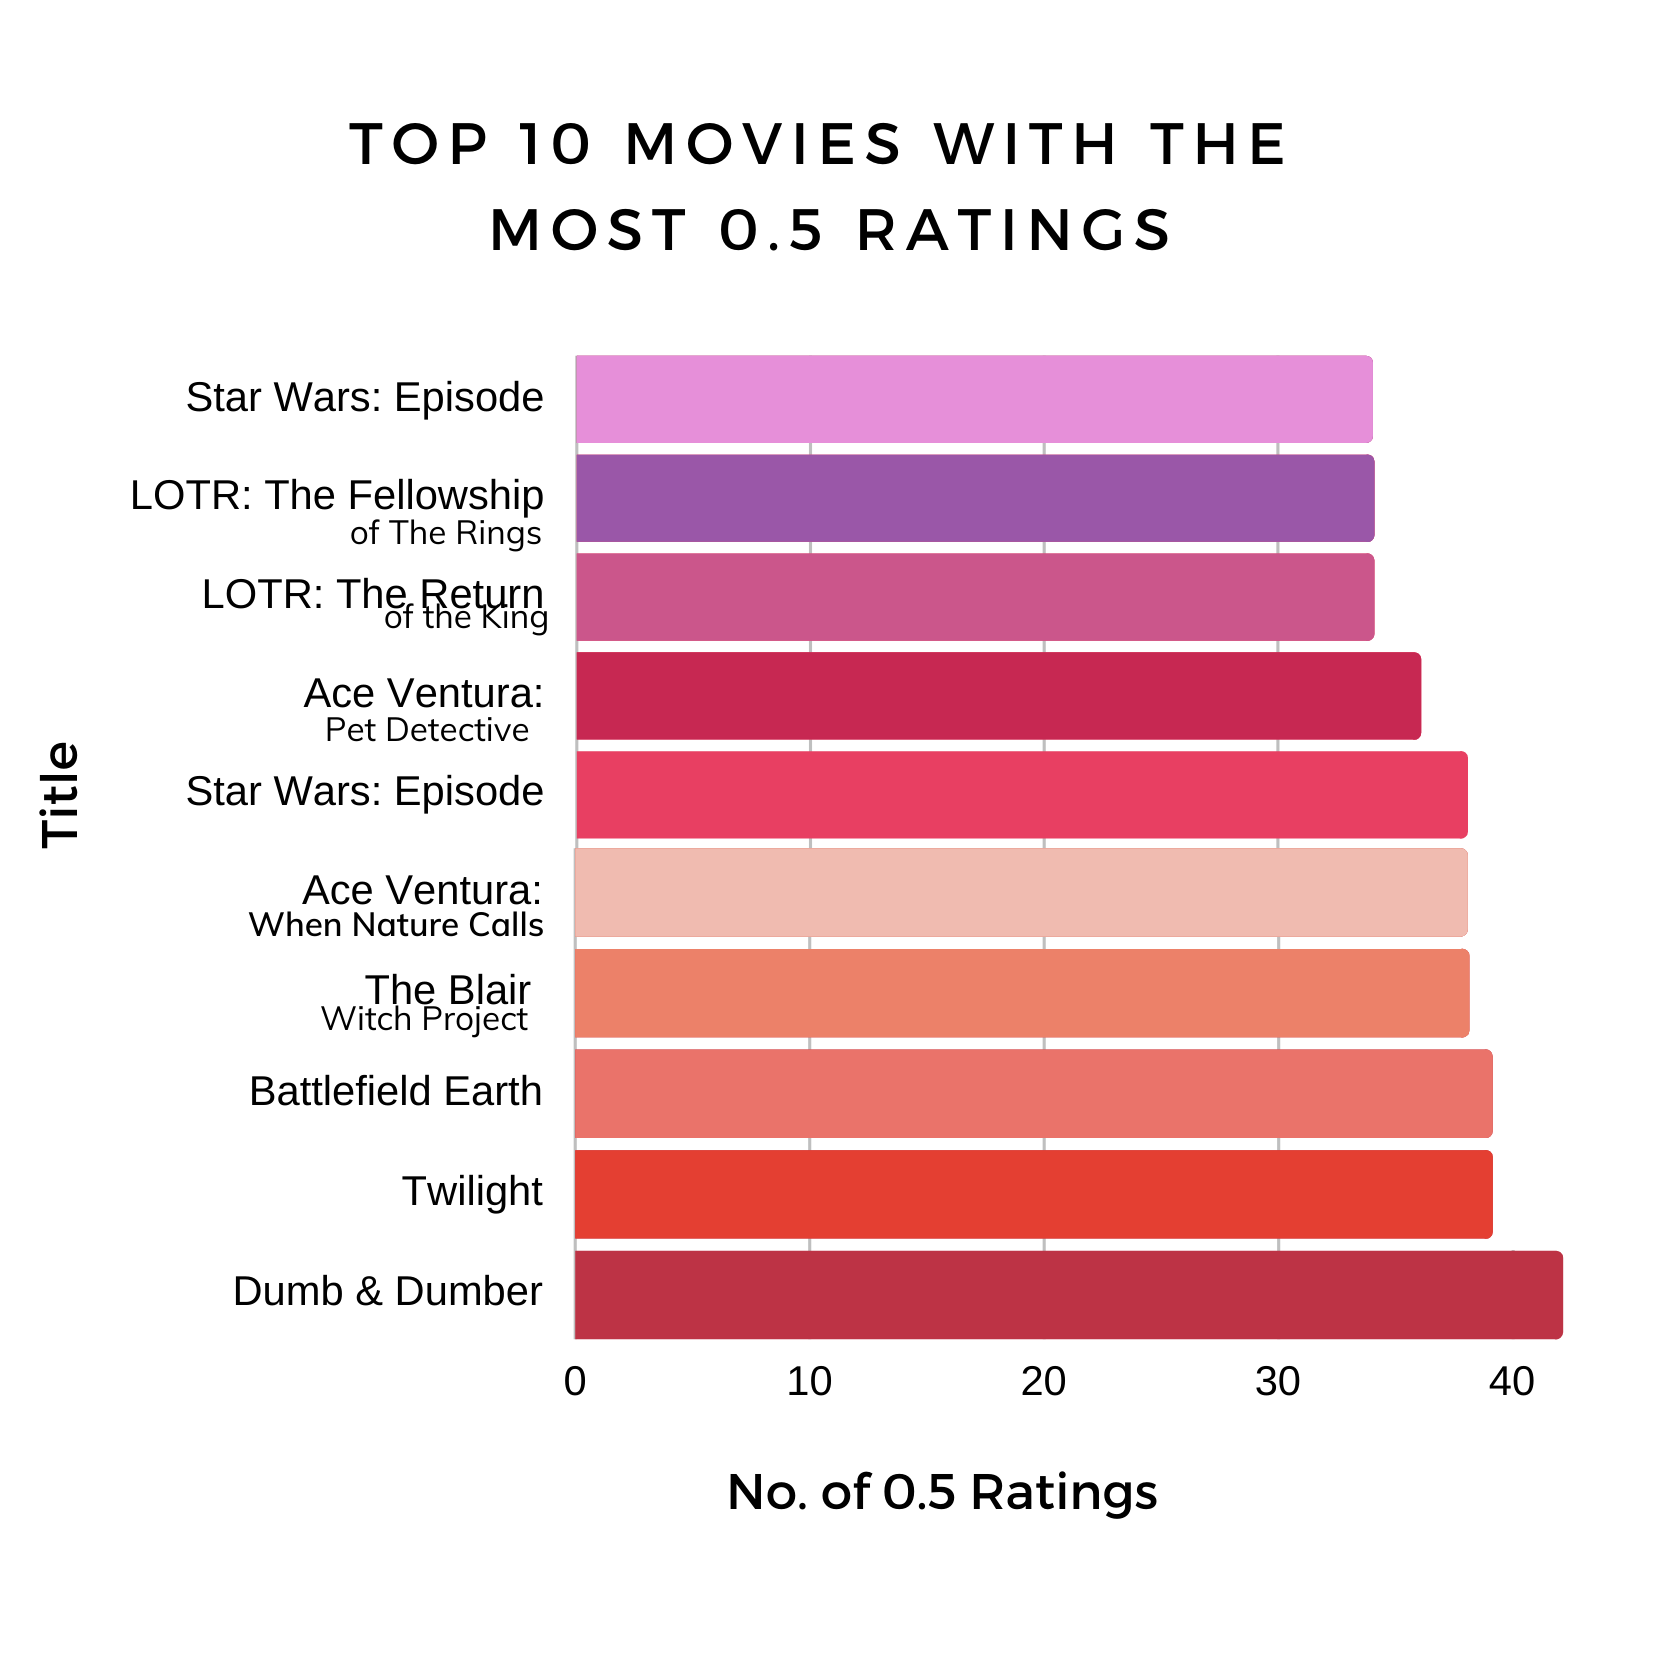 TOP 10 MOVIES WITH THE
MOST 0.5 RATINGS
Title
Star Wars: Episode
LOTR: The Fellowship
of The Rings
LOTR: The Return
of the King
Ace Ventura:
Pet Detective
Star Wars: Episode
Ace Ventura:
When Nature Calls
The Blair
Witch Project
Battlefield Earth
Twilight
Dumb & Dumber
0 10 20 30 40
No. of 0.5 Ratings